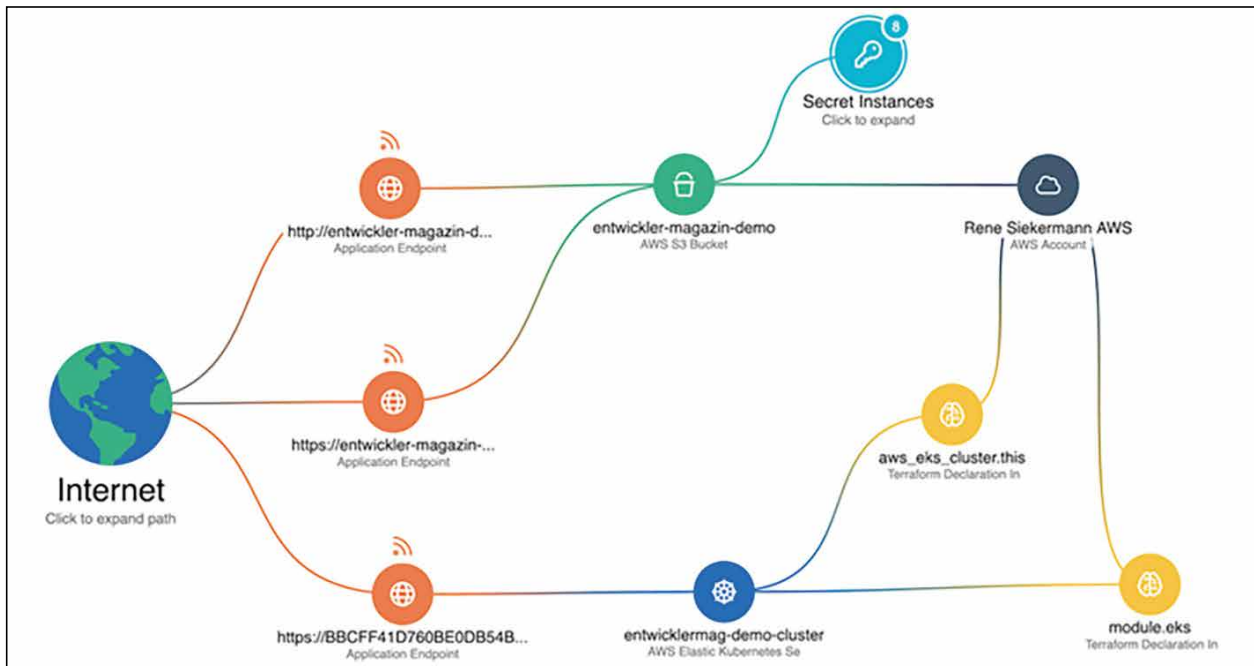 8
Secret Instances
Click to expand
http://entwickler-magazin-d...
Application Endpoint
entwickler-magazin-demo
AWS S3 Bucket
Rene Siekermann AWS
AWS Account
https://entwickler-magazin-...
Application Endpoint
aws_eks_cluster.this
Terraform Declaration In
Internet
Click to expand path
https://BBCFF41D760BE0DB54B...
Application Endpoint
entwicklermag-demo-cluster
AWS Elastic Kubernetes Se
module.eks
Terraform Declaration In